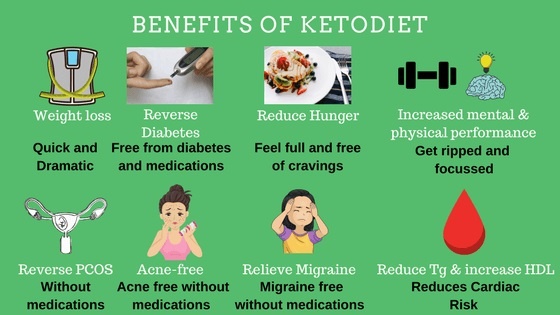 BENEFITS OF KETODIET
Weight loss
Quick and
Dramatic
Reverse
Diabetes
Free from diabetes
and medications
Reduce Hunger
Feel full and free
of cravings
Increased mental &
physical performance
Get ripped and
focussed
Reverse PCOS
Without
medications
Acne-free
Acne free without
medications
Relieve Migraine
Migraine free
without medications
Reduce Tg & increase HDL
Reduces Cardiac
Risk